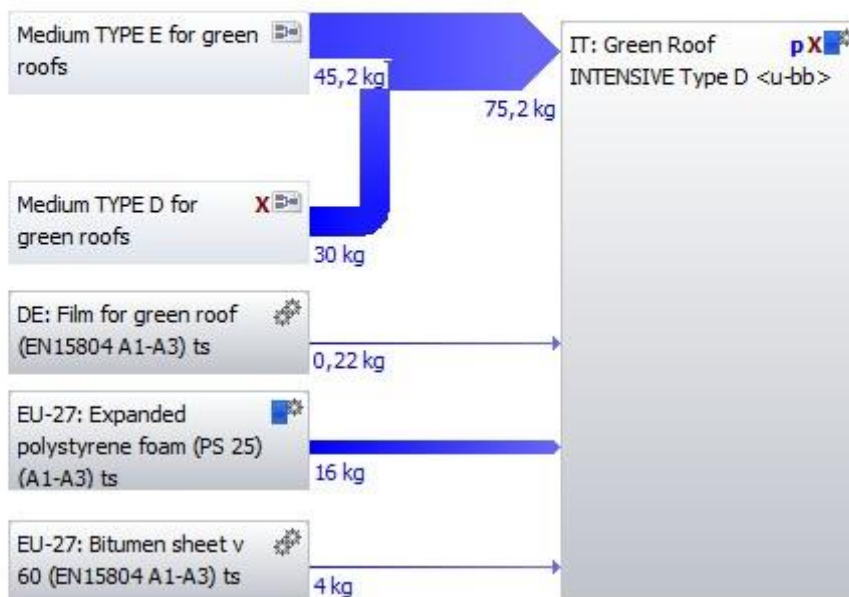 Medium TYPE E for green
roofs
45,2 kg
75,2 kg
IT: Green Roof p X
INTENSIVE Type D <u-bb>
Medium TYPE D for X
green roofs
30 kg
DE: Film for green roof
(EN15804 A1-A3) ts
0,22 kg
EU-27: Expanded
polystyrene foam (PS 25)
(A1-A3) ts
16 kg
EU-27: Bitumen sheet v
60 (EN15804 A1-A3) ts
4 kg